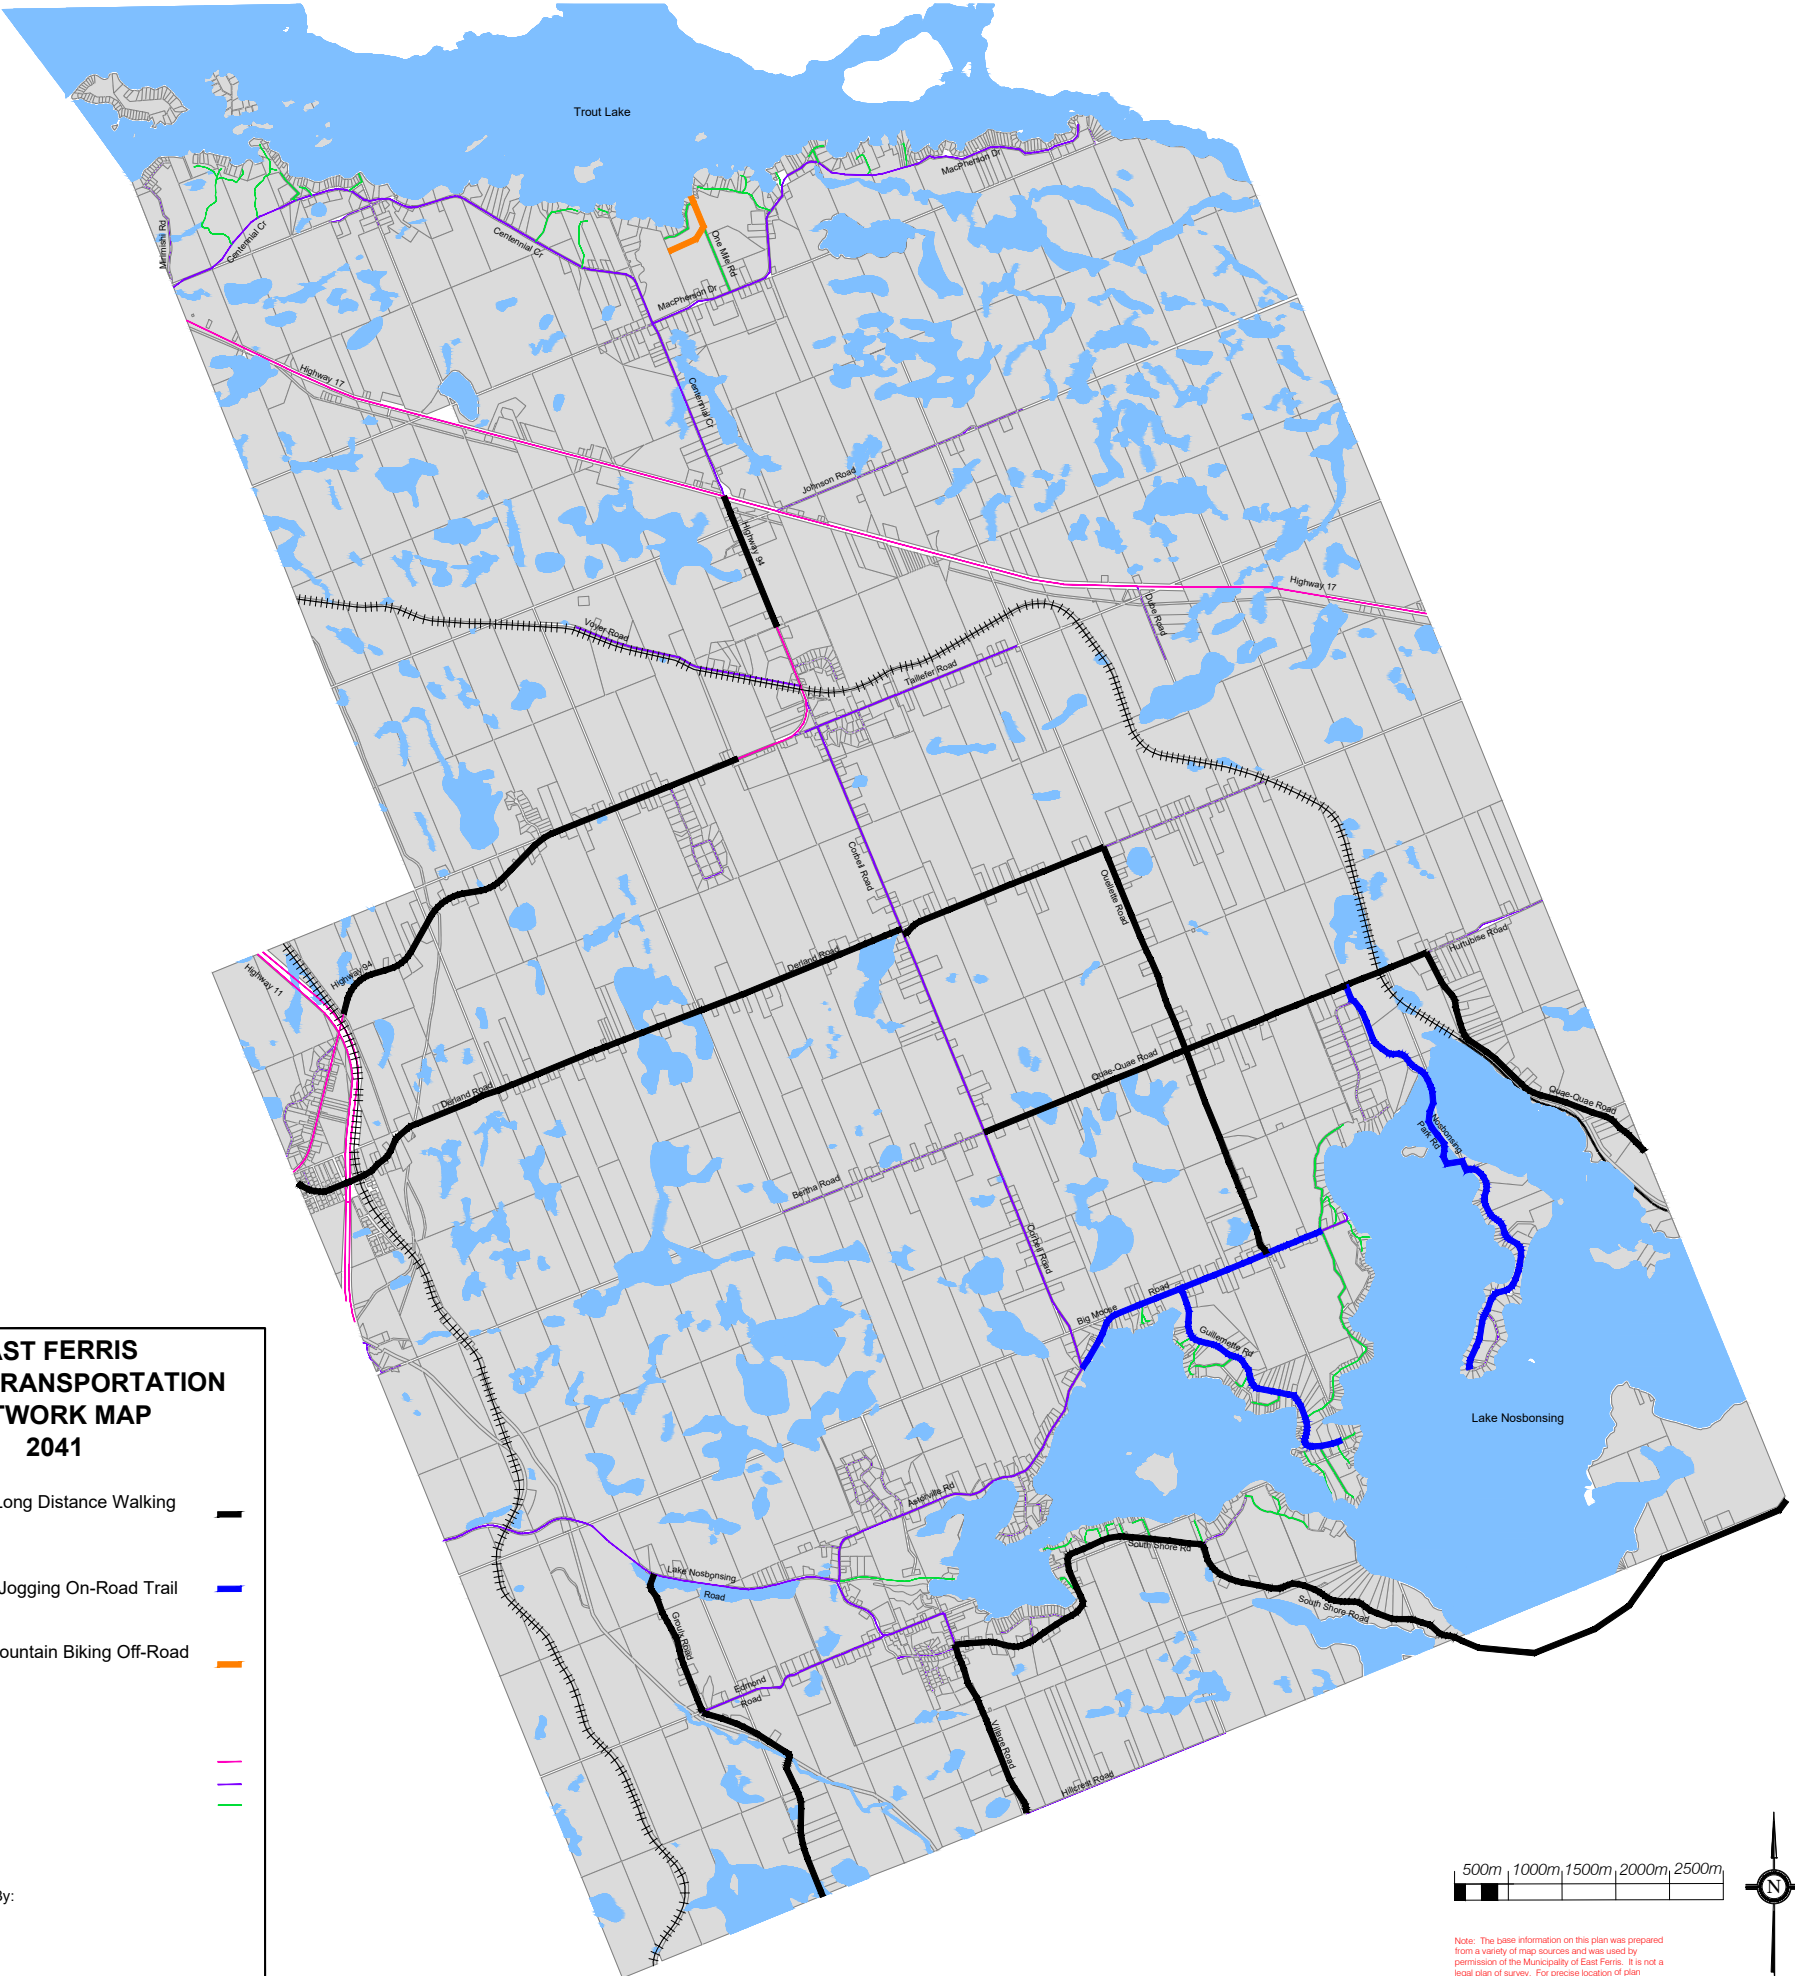 Trout Lake
MacPherson Dr
Mirimishi Rd
Centennial Cr
Centennial Cr
One Mile Rd
MacPherson Dr
Highway 17
Centennial Cr
Johnson Road
Highway 94
Highway 17
Dube Road
Voyer Road
Taillefer Road
Corbeil Road
Ouallette Road
Hurtubise Road
Derland Road
Highway 94
Highway 11
Quae-Quae Road
Derland Road
Quae-Quae Road
Nosbonsing
Park Rd
Bertha Road
Corbeil Road
Big Moose
Road
Guillemette Rd
Lake Nosbonsing
Astorville Rd
South Shore Rd
Lake Nosbonsing
Road
South Shore Road
Groulx Road
Edmond
Road
Village Road
Hillcrest Road
AST FERRIS
RANSPORTATION
TWORK MAP
2041
Long Distance Walking
Jogging On-Road Trail
ountain Biking Off-Road
By:
500m 1000m 1500m 2000m 2500m
N
Note: The base information on this plan was prepared
from a variety of map sources and was used by
permission of the Municipality of East Ferris. It is not a
legal plan of survey. For precise location of plan